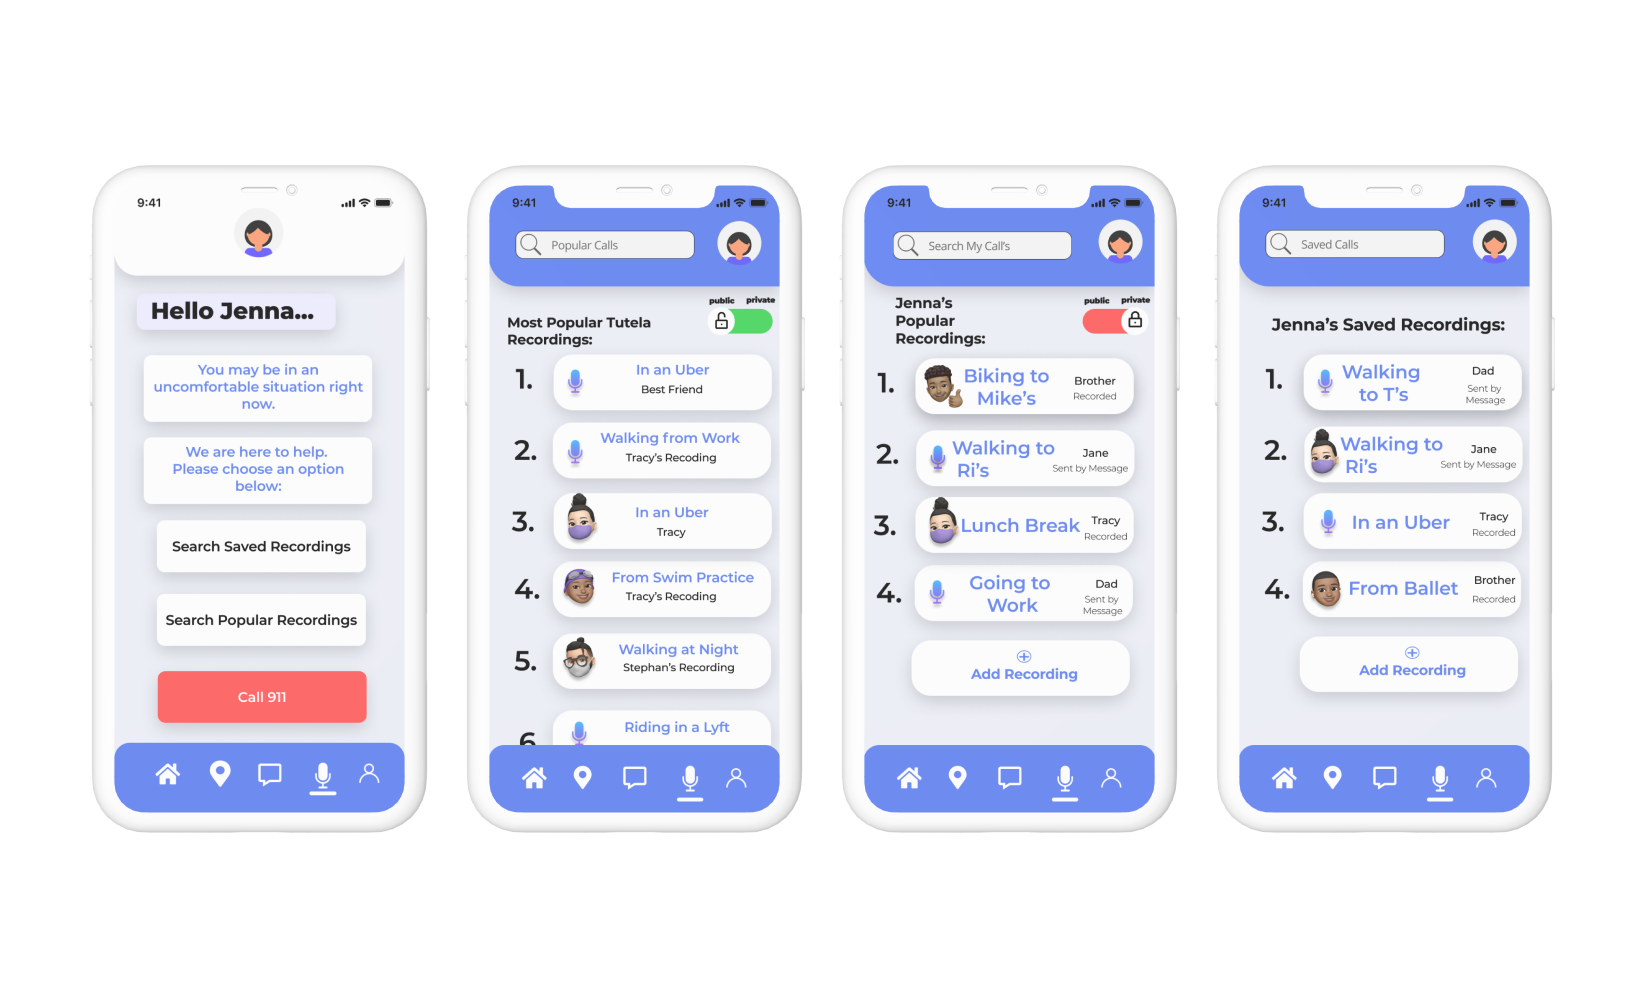 9:41
Hello Jenna...
You may be in an
uncomfortable situation right
now.
We are here to help.
Please choose an option
below:
Search Saved Recordings
Search Popular Recordings
Call 911
9:41
Popular Calls
public private
Most Popular Tutela
Recordings:
1. In an Uber
Best Friend
2. Walking from Work
Tracy's Recoding
3. In an Uber
Tracy
4. From Swim Practice
Tracy's Recoding
5. Walking at Night
Stephan's Recording
6 Riding in a Lyft
9:41
Search My Call's
public private
Jenna's
Popular
Recordings:
1. Biking to
Mike's
Brother
Recorded
2. Walking to
Ri's
Jane
Sent by Message
3. Lunch Break
Tracy
Recorded
4. Going to
Work
Dad
Sent by
Message
Add Recording
9:41
Saved Calls
Jenna's Saved Recordings:
1. Walking
to T's
Dad
Sent by
Message
2. Walking to
Ri's
Jane
Sent by Message
3. In an Uber
Tracy
Recorded
4. From Ballet
Brother
Recorded
Add Recording